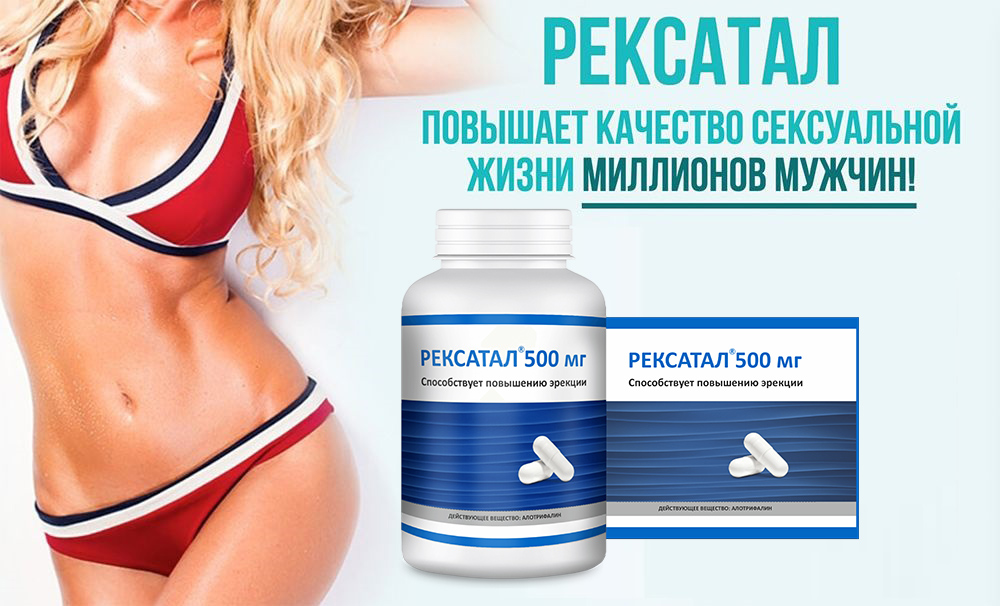 РЕКСАТАЛ
ПОВЫШАЕТ КАЧЕСТВО СЕКСУАЛЬНОЙ
ЖИЗНИ МИЛЛИОНОВ МУЖЧИН!
РЕКСАТАЛ® 500 мг
Способствует повышению эрекции
ДЕЙСТВУЮЩЕЕ ВЕЩЕСТВО: АЛОТРИФАЛИН
РЕКСАТАЛ® 500 мг
Способствует повышению эрекции
ДЕЙСТВУЮЩЕЕ ВЕЩЕСТВО: АЛОТРИФАЛИН